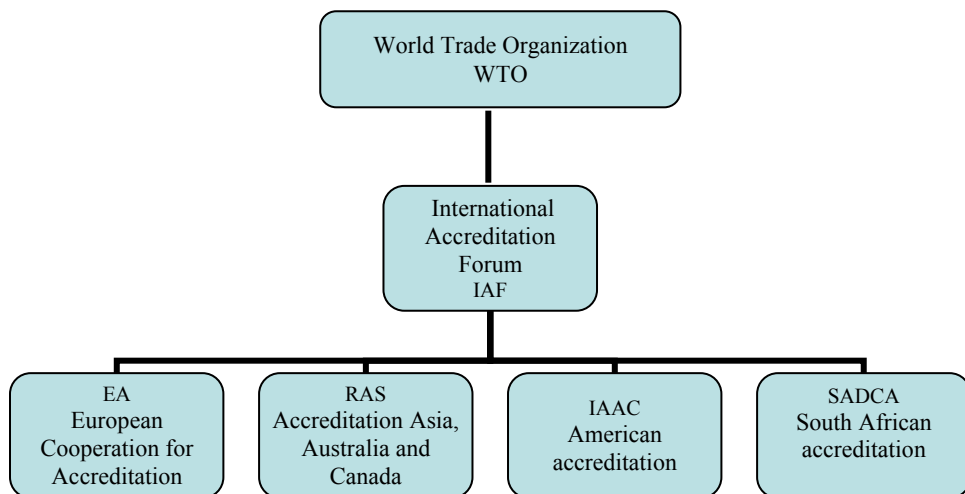 World Trade Organization
WTO
International
Accreditation
Forum
IAF
EA
European
Cooperation for
Accreditation
RAS
Accreditation Asia,
Australia and
Canada
IAAC
American
accreditation
SADCA
South African
accreditation